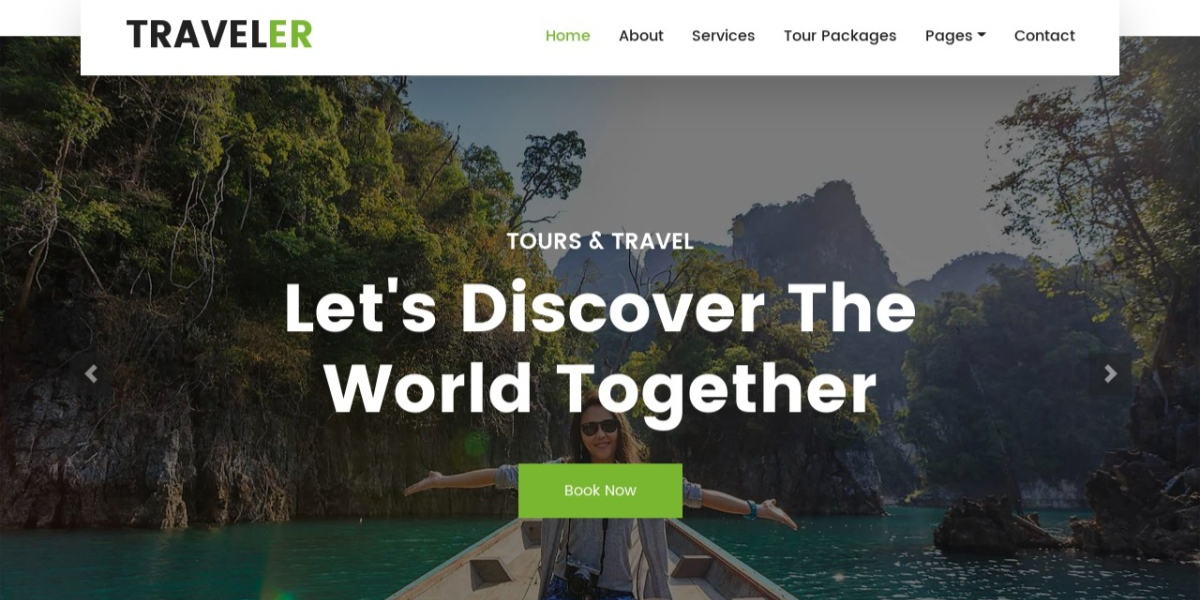 TRAVELER
Home About Services Tour Packages Pages Contact
TOURS & TRAVEL
Let's Discover The
World Together
Book Now